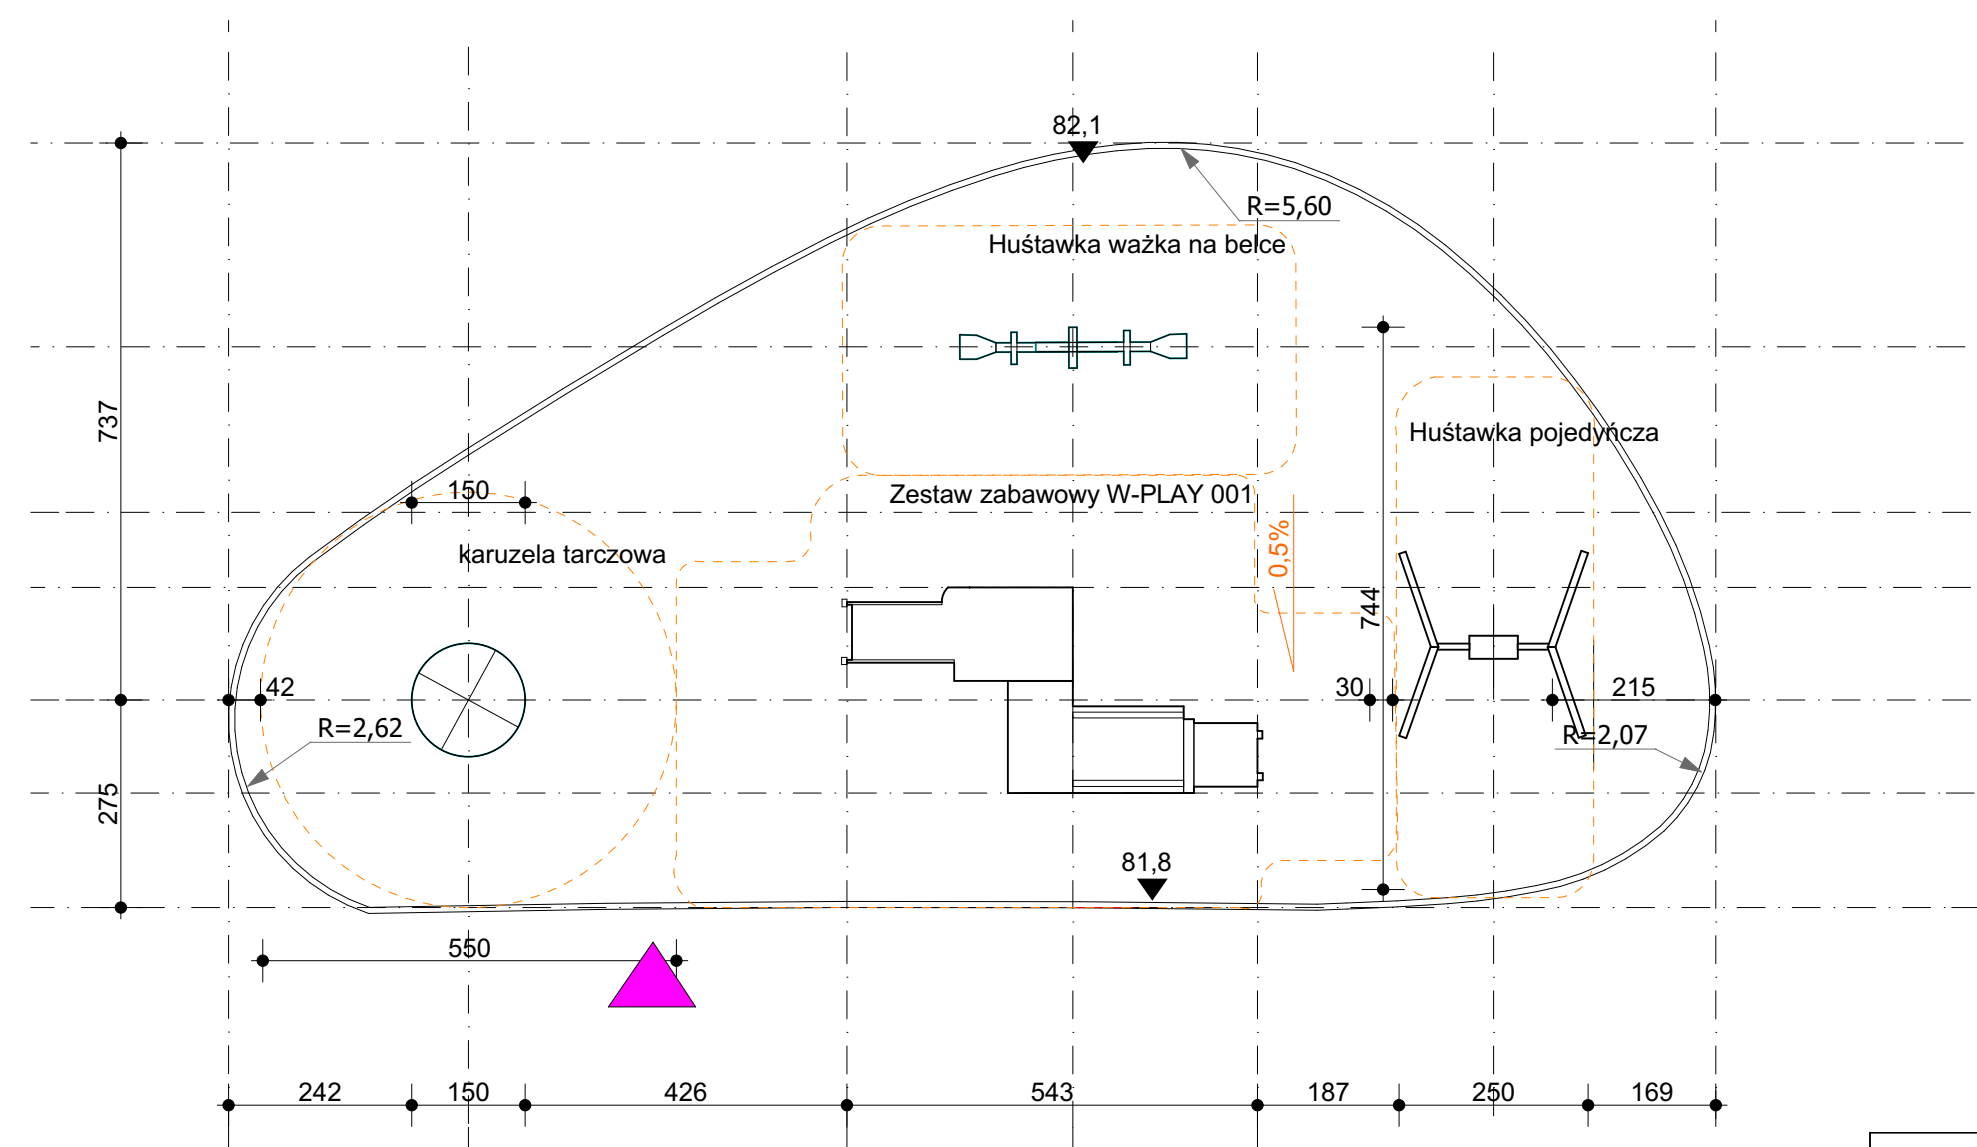 82,1
R=5,60
Huśtawka ważka na belce
737
Huśtawka pojedyńcza
150
Zestaw zabawowy W-PLAY 001
0,5%
karuzela tarczowa
744
42
30
215
R=2,62
R=2,07
275
81,8
550
242
150
426
543
187
250
169